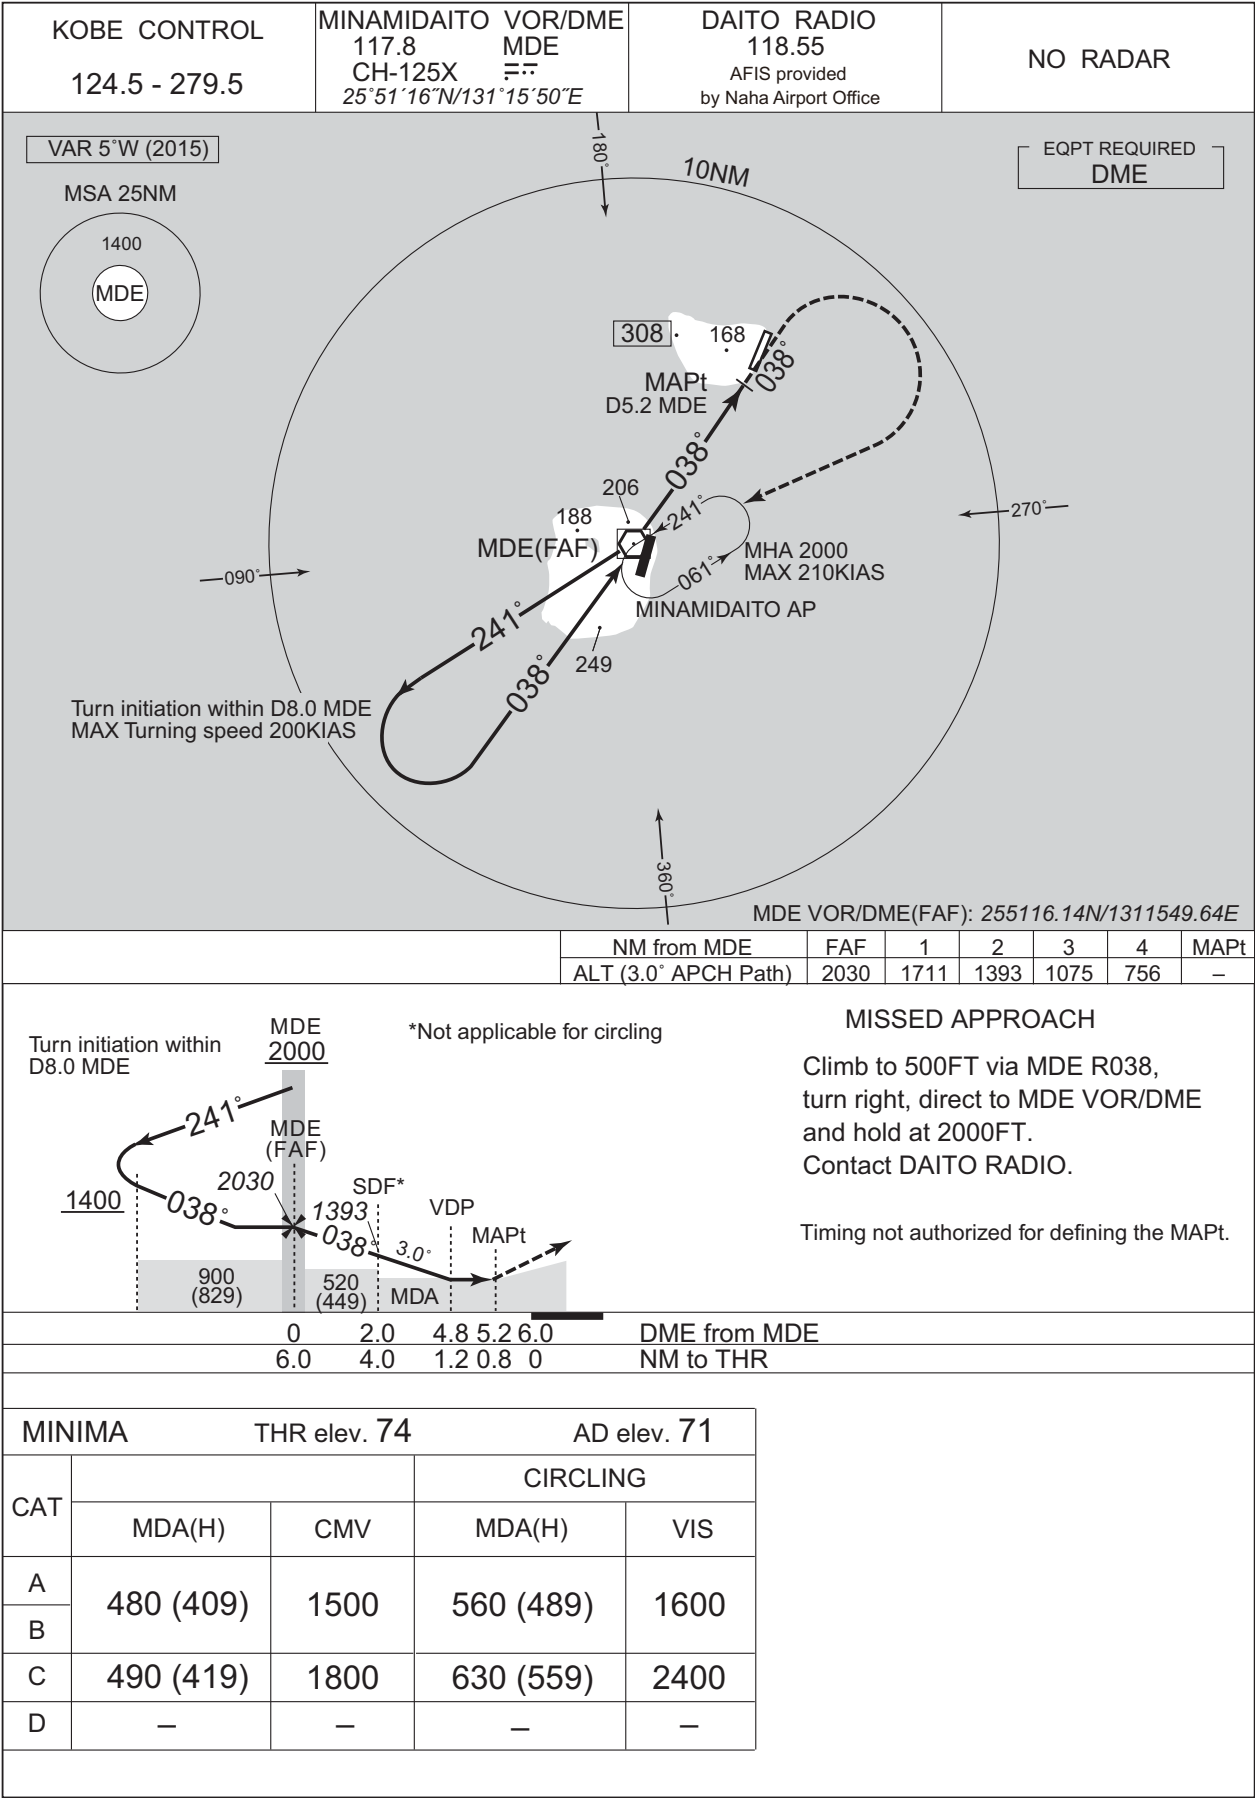 KOBE CONTROL
124.5 - 279.5
MINAMIDAITO VOR/DME
117.8 MDE
CH-125X
25°51´16˝N/131°15´50˝E
DAITO RADIO
118.55
AFIS provided
by Naha Airport Office
NO RADAR
VAR 5°W (2015)
MSA 25NM
1400
MDE
180°
10NM
EQPT REQUIRED
DME
308
168
038°
MAPt
D5.2 MDE
038°
206
241°
188
MDE(FAF)
270°
MHA 2000
MAX 210KIAS
061°
090°
MINAMIDAITO AP
241°
249
038°
Turn initiation within D8.0 MDE
MAX Turning speed 200KIAS
360°
MDE VOR/DME(FAF): 255116.14N/1311549.64E
NM from MDE FAF 1 2 3 4 MAPt
ALT (3.0° APCH Path) 2030 1711 1393 1075 756 –
Turn initiation within
D8.0 MDE
MDE
2000
*Not applicable for circling
241°
MDE
(FAF)
2030
SDF*
1400
038°
1393
VDP
038°
3.0°
MAPt
900
(829)
520
(449)
MDA
MISSED APPROACH
Climb to 500FT via MDE R038,
turn right, direct to MDE VOR/DME
and hold at 2000FT.
Contact DAITO RADIO.
Timing not authorized for defining the MAPt.
0 2.0 4.8 5.2 6.0 DME from MDE
6.0 4.0 1.2 0.8 0 NM to THR
MINIMA THR elev. 74 AD elev. 71
CAT
CIRCLING
MDA(H) CMV MDA(H) VIS
A
480 (409) 1500 560 (489) 1600
B
C 490 (419) 1800 630 (559) 2400
D – – – –